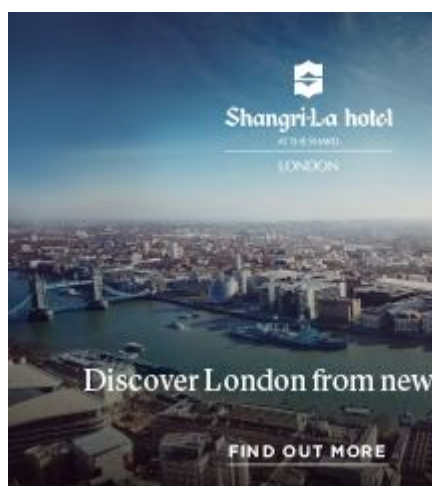 Shangri-La hotel
AT THE SHARD
LONDON
Discover London from new
FIND OUT MORE